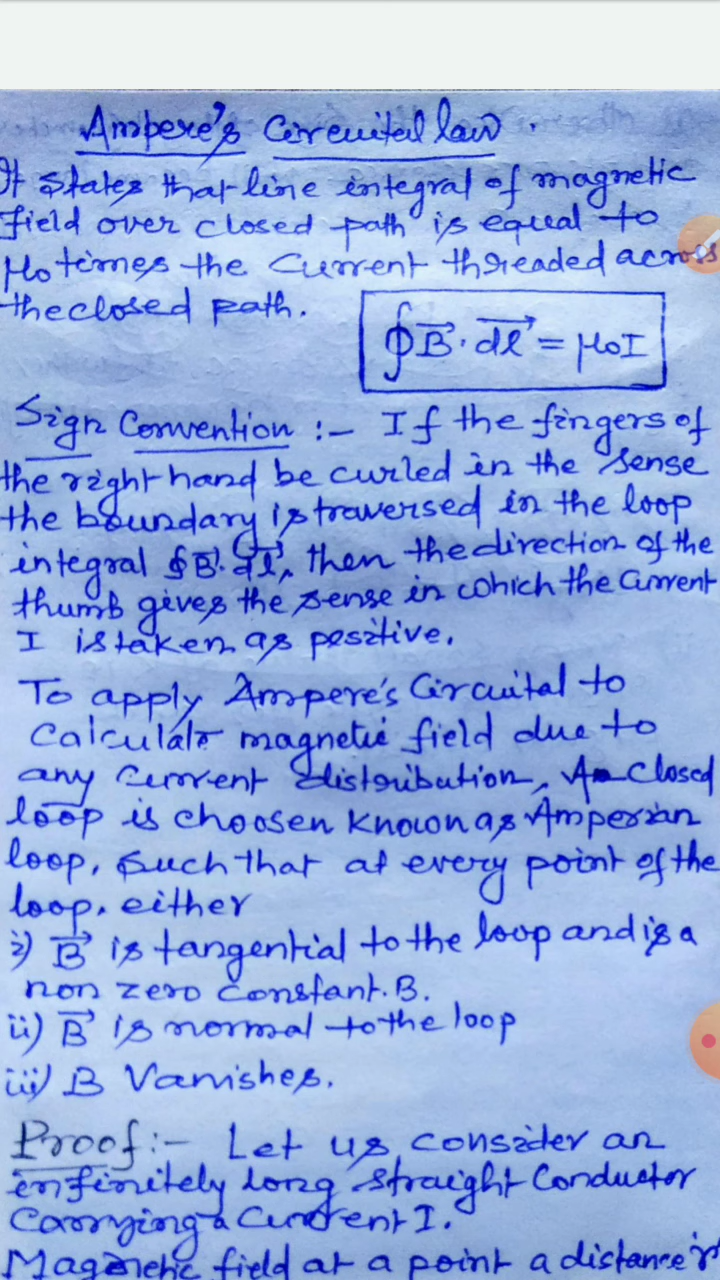 Ampere's Circuital law.
It states that line integral of magnetic
field over closed path is equal to
μ₀ times the current threaded across
the closed path.
∮B⃗·dl⃗ = μ₀I
Sign Convention :- If the fingers of
the right hand be curled in the sense
the boundary is traversed in the loop
integral ∮B⃗.dl⃗, then the direction of the
thumb gives the sense in which the current
I is taken as positive.
To apply Ampere's Circuital to
Calculate magnetic field due to
any current distribution, A closed
loop is choosen known as Amperian
loop, such that at every point of the
loop. either
i) B⃗ is tangential to the loop and is a
non zero constant.B.
ii) B⃗ is normal to the loop
iii) B Vanishes.
Proof:- Let us consider an
infinitely long straight Conductor
Carrying a Current I.
Magnetic field at a point a distance r